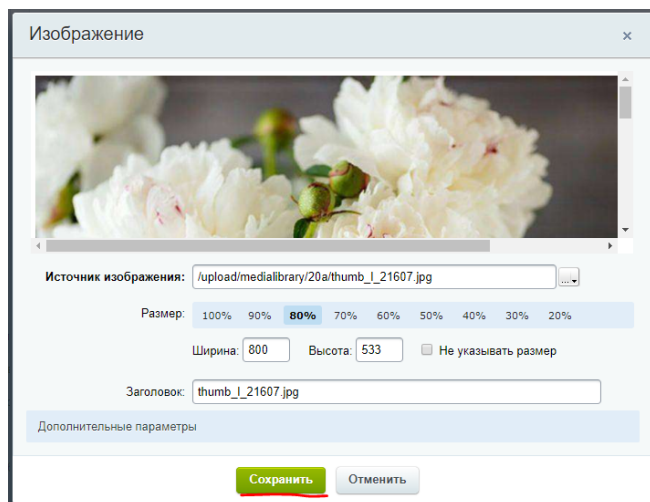 Изображение ×
Источник изображения: /upload/medialibrary/20a/thumb_l_21607.jpg ...
Размер: 100% 90% 80% 70% 60% 50% 40% 30% 20%
Ширина: 800 Высота: 533 Не указывать размер
Заголовок: thumb_l_21607.jpg
Дополнительные параметры
Сохранить Отменить